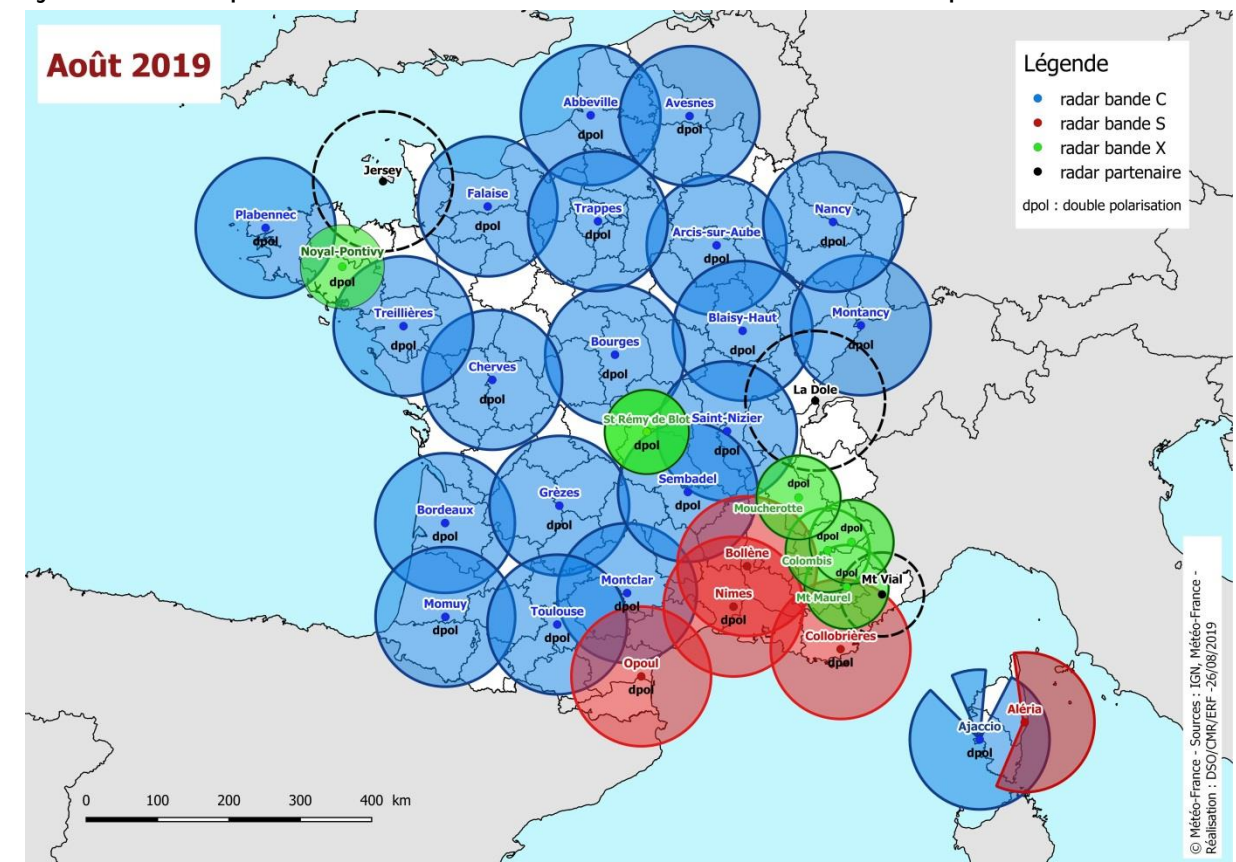 Août 2019
Légende
radar bande C
radar bande S
radar bande X
radar partenaire
dpol : double polarisation
Abbeville
dpol
Avesnes
dpol
Jersey
Plabennec
dpol
Falaise
dpol
Trappes
dpol
Arcis-sur-Aube
dpol
Nancy
dpol
Noyal-Pontivy
dpol
Treillières
dpol
Cherves
dpol
Bourges
dpol
Blaisy-Haut
dpol
Montancy
dpol
La Dole
St Rémy de Blot
dpol
Saint-Nizier
dpol
Sembadel
dpol
Grèzes
dpol
Bordeaux
dpol
dpol
Moucherotte
dpol
Colombis
dpol
Bollène
Mt Vial
Mt Maurel
Nimes
dpol
Montclar
dpol
Momuy
dpol
Toulouse
dpol
Collobrières
dpol
Opoul
dpol
Ajaccio
dpol
Aléria
0 100 200 300 400 km
© Météo-France - Sources : IGN, Météo-France -
Réalisation : DSO/CMR/ERF -26/08/2019